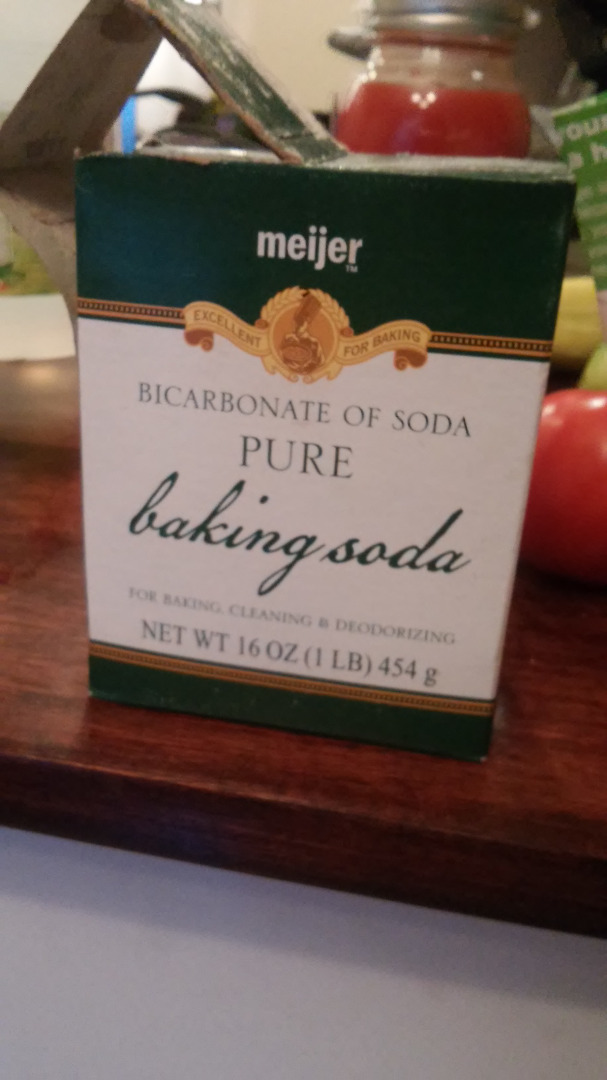 meijer™
EXCELLENT FOR BAKING
BICARBONATE OF SODA
PURE
baking soda
FOR BAKING, CLEANING & DEODORIZING
NET WT 16 OZ (1 LB) 454 g